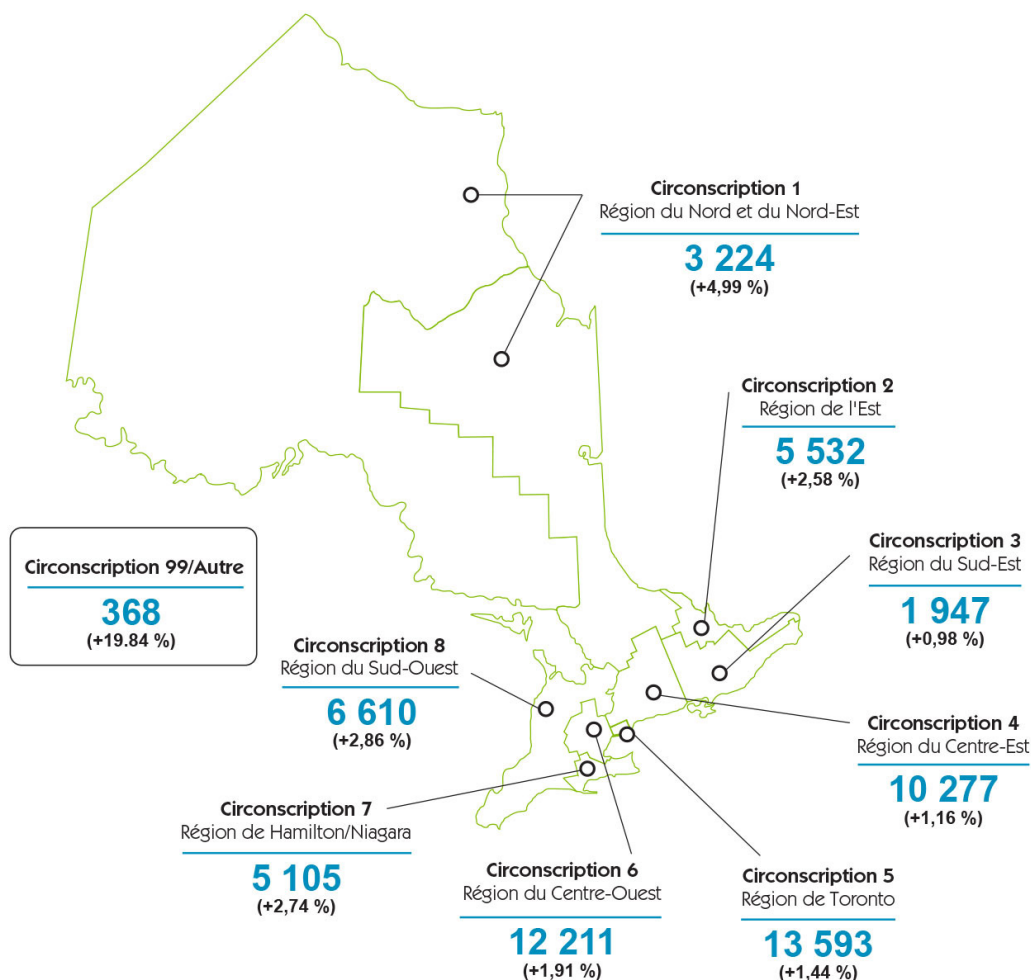 Circonscription 1
Région du Nord et du Nord-Est
3 224
(+4,99 %)
Circonscription 2
Région de l'Est
5 532
(+2,58 %)
Circonscription 3
Région du Sud-Est
1 947
(+0,98 %)
Circonscription 99/Autre
368
(+19.84 %)
Circonscription 8
Région du Sud-Ouest
6 610
(+2,86 %)
Circonscription 4
Région du Centre-Est
10 277
(+1,16 %)
Circonscription 7
Région de Hamilton/Niagara
5 105
(+2,74 %)
Circonscription 6
Région du Centre-Ouest
12 211
(+1,91 %)
Circonscription 5
Région de Toronto
13 593
(+1,44 %)